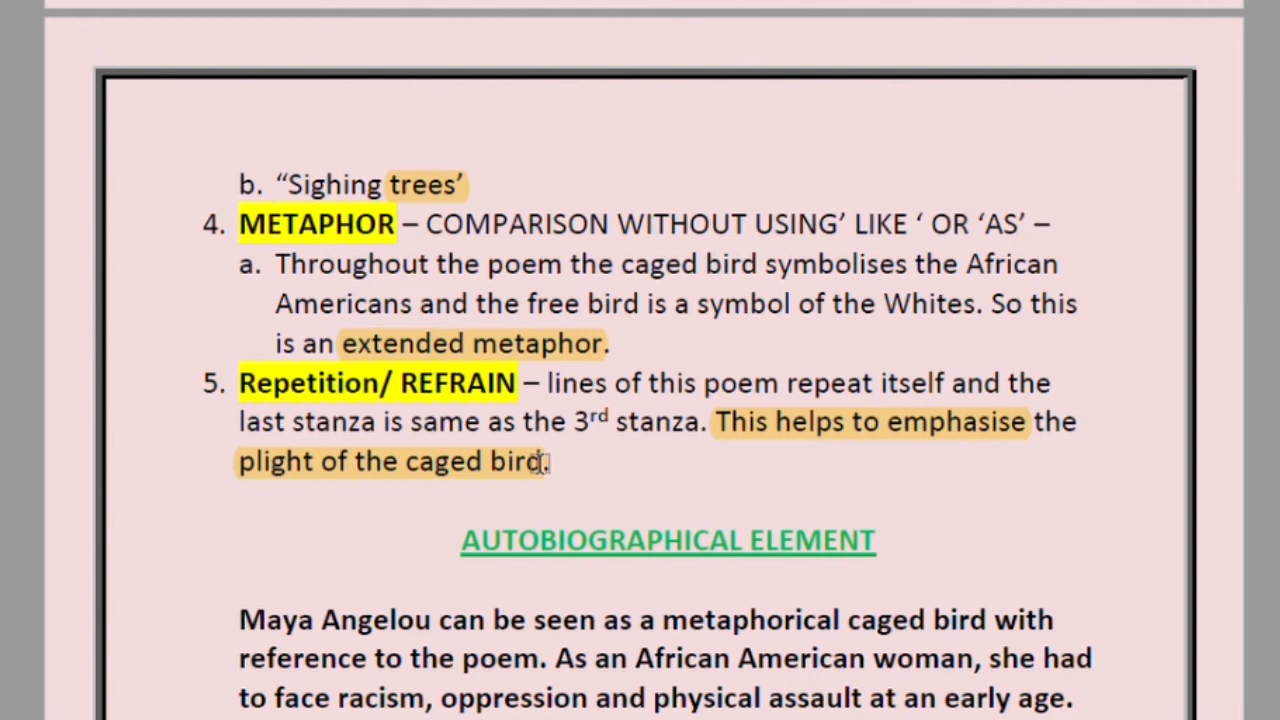 b. “Sighing trees’
4. METAPHOR – COMPARISON WITHOUT USING’ LIKE ‘ OR ‘AS’ –
a. Throughout the poem the caged bird symbolises the African
Americans and the free bird is a symbol of the Whites. So this
is an extended metaphor.
5. Repetition/ REFRAIN – lines of this poem repeat itself and the
last stanza is same as the 3rd stanza. This helps to emphasise the
plight of the caged bird.
AUTOBIOGRAPHICAL ELEMENT
Maya Angelou can be seen as a metaphorical caged bird with
reference to the poem. As an African American woman, she had
to face racism, oppression and physical assault at an early age.